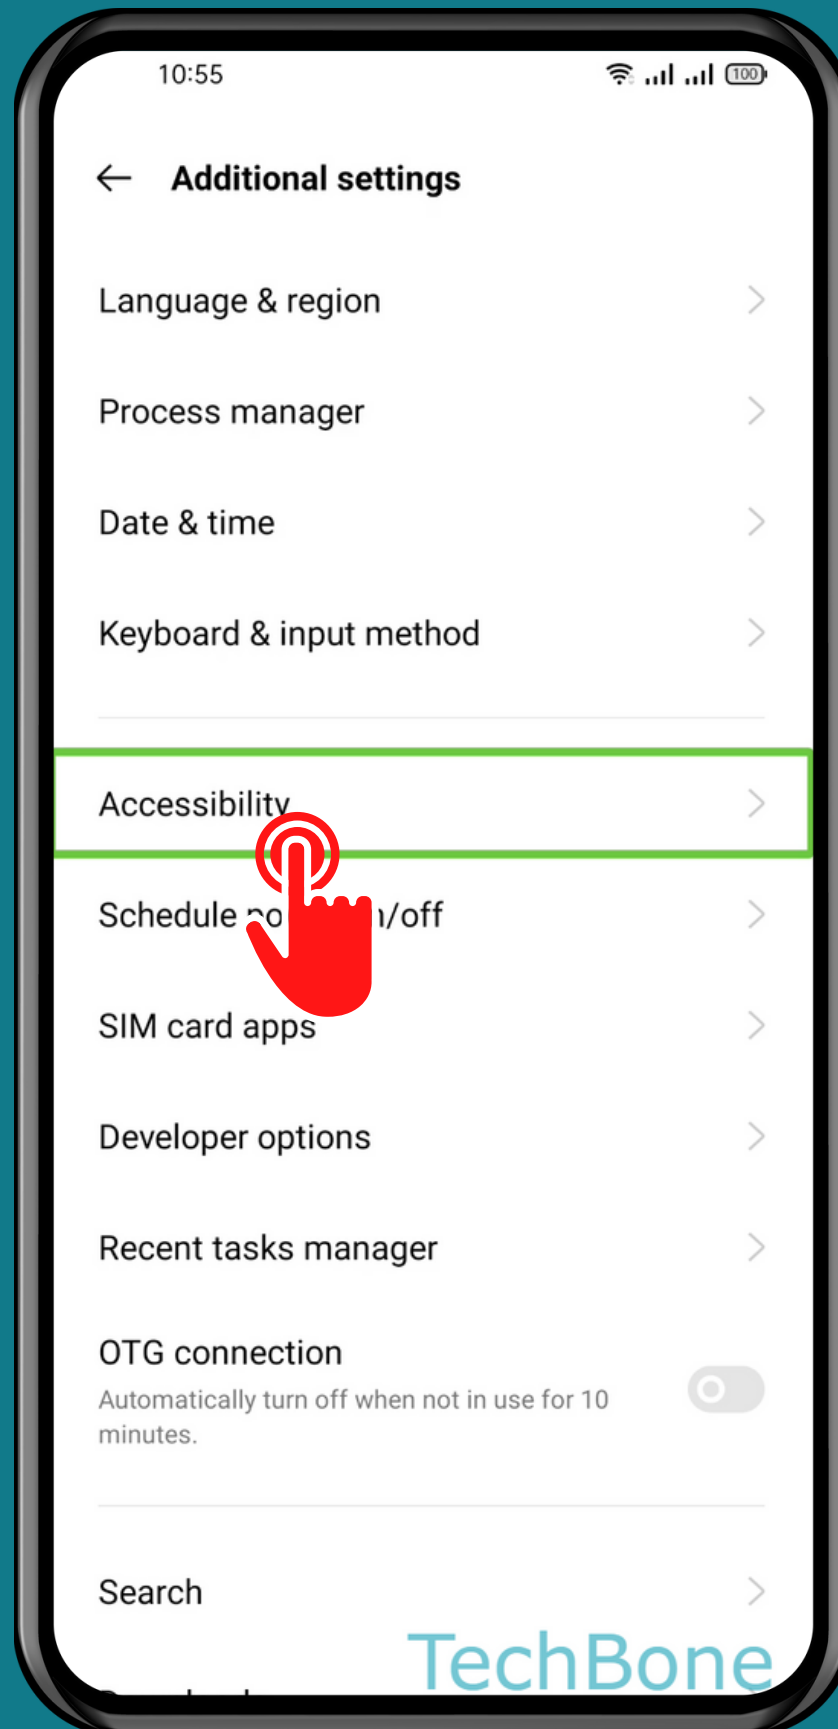 10:55
100
Additional settings
Language & region
Process manager
Date & time
Keyboard & input method
Accessibility
Schedule /off
SIM card apps
Developer options
Recent tasks manager
OTG connection
Automatically turn off when not in use for 10
minutes.
Search
TechBone